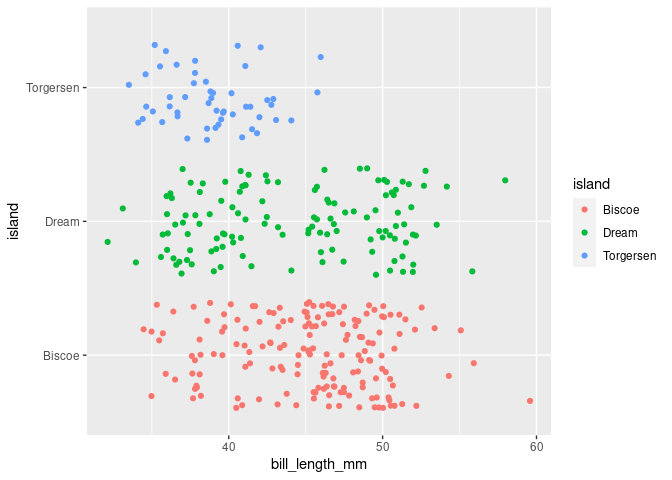 Torgersen
Dream
Biscoe
island
40 50 60
bill_length_mm
island
Biscoe
Dream
Torgersen